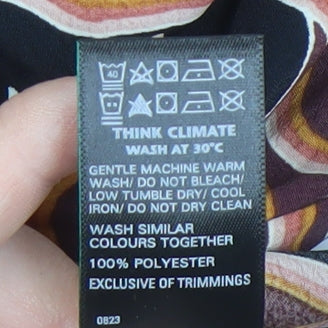 40
THINK CLIMATE
WASH AT 30°C
GENTLE MACHINE WARM
WASH/ DO NOT BLEACH/
LOW TUMBLE DRY/ COOL
IRON/ DO NOT DRY CLEAN
WASH SIMILAR
COLOURS TOGETHER
100% POLYESTER
EXCLUSIVE OF TRIMMINGS
0823